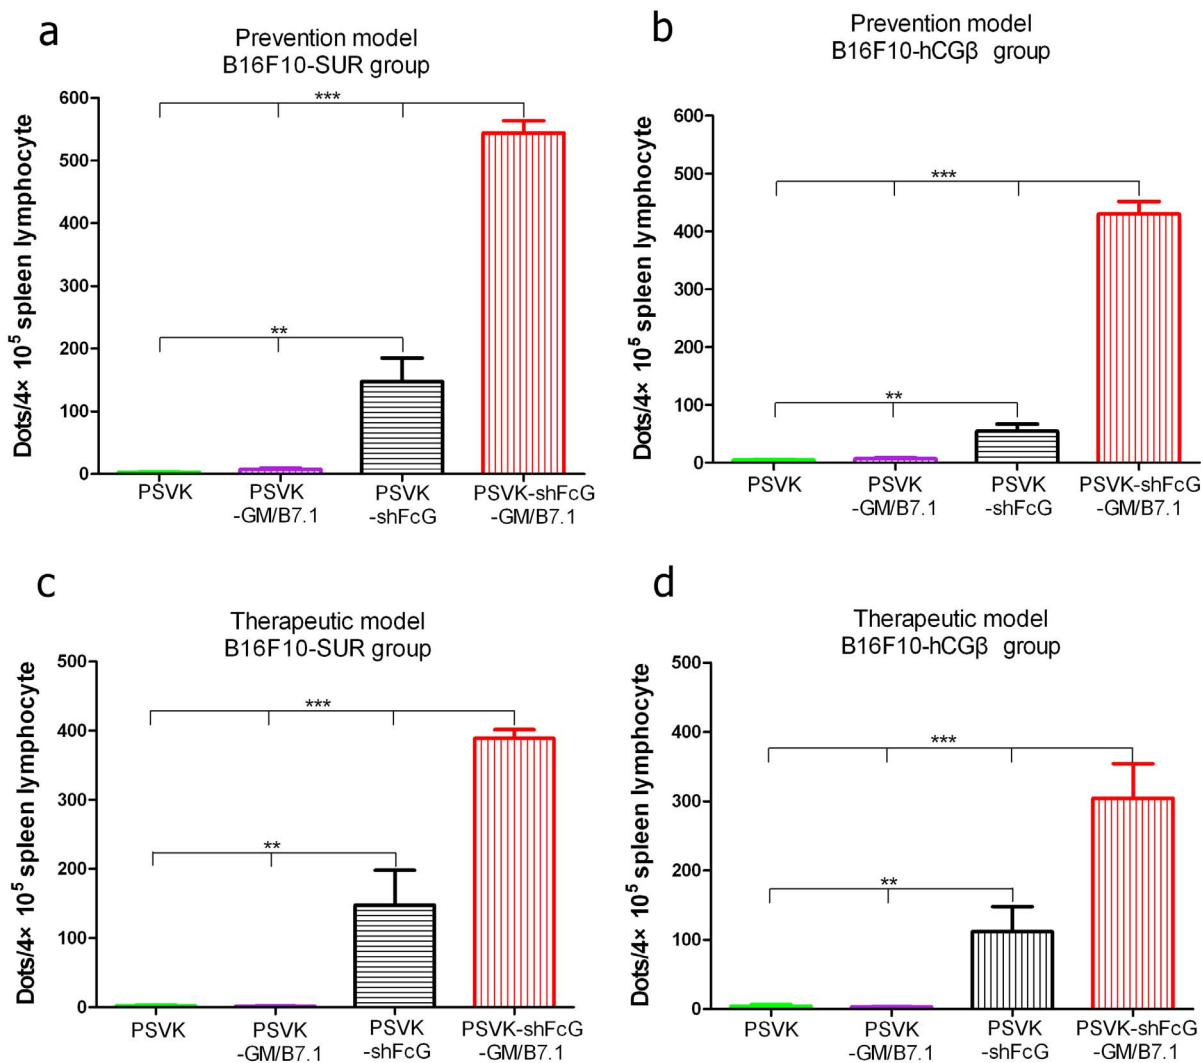 a
Prevention model
B16F10-SUR group
Dots/4× 10⁵ spleen lymphocyte
600
500
400
300
200
100
0
***
**
PSVK
PSVK
-GM/B7.1
PSVK
-shFcG
PSVK-shFcG
-GM/B7.1
b
Prevention model
B16F10-hCGβ group
Dots/4× 10⁵ spleen lymphocyte
600
500
400
300
200
100
0
***
**
PSVK
PSVK
-GM/B7.1
PSVK
-shFcG
PSVK-shFcG
-GM/B7.1
c
Therapeutic model
B16F10-SUR group
Dots/4× 10⁵ spleen lymphocyte
500
400
300
200
100
0
***
**
PSVK
PSVK
-GM/B7.1
PSVK
-shFcG
PSVK-shFcG
-GM/B7.1
d
Therapeutic model
B16F10-hCGβ group
Dots/4× 10⁵ spleen lymphocyte
500
400
300
200
100
0
***
**
PSVK
PSVK
-GM/B7.1
PSVK
-shFcG
PSVK-shFcG
-GM/B7.1